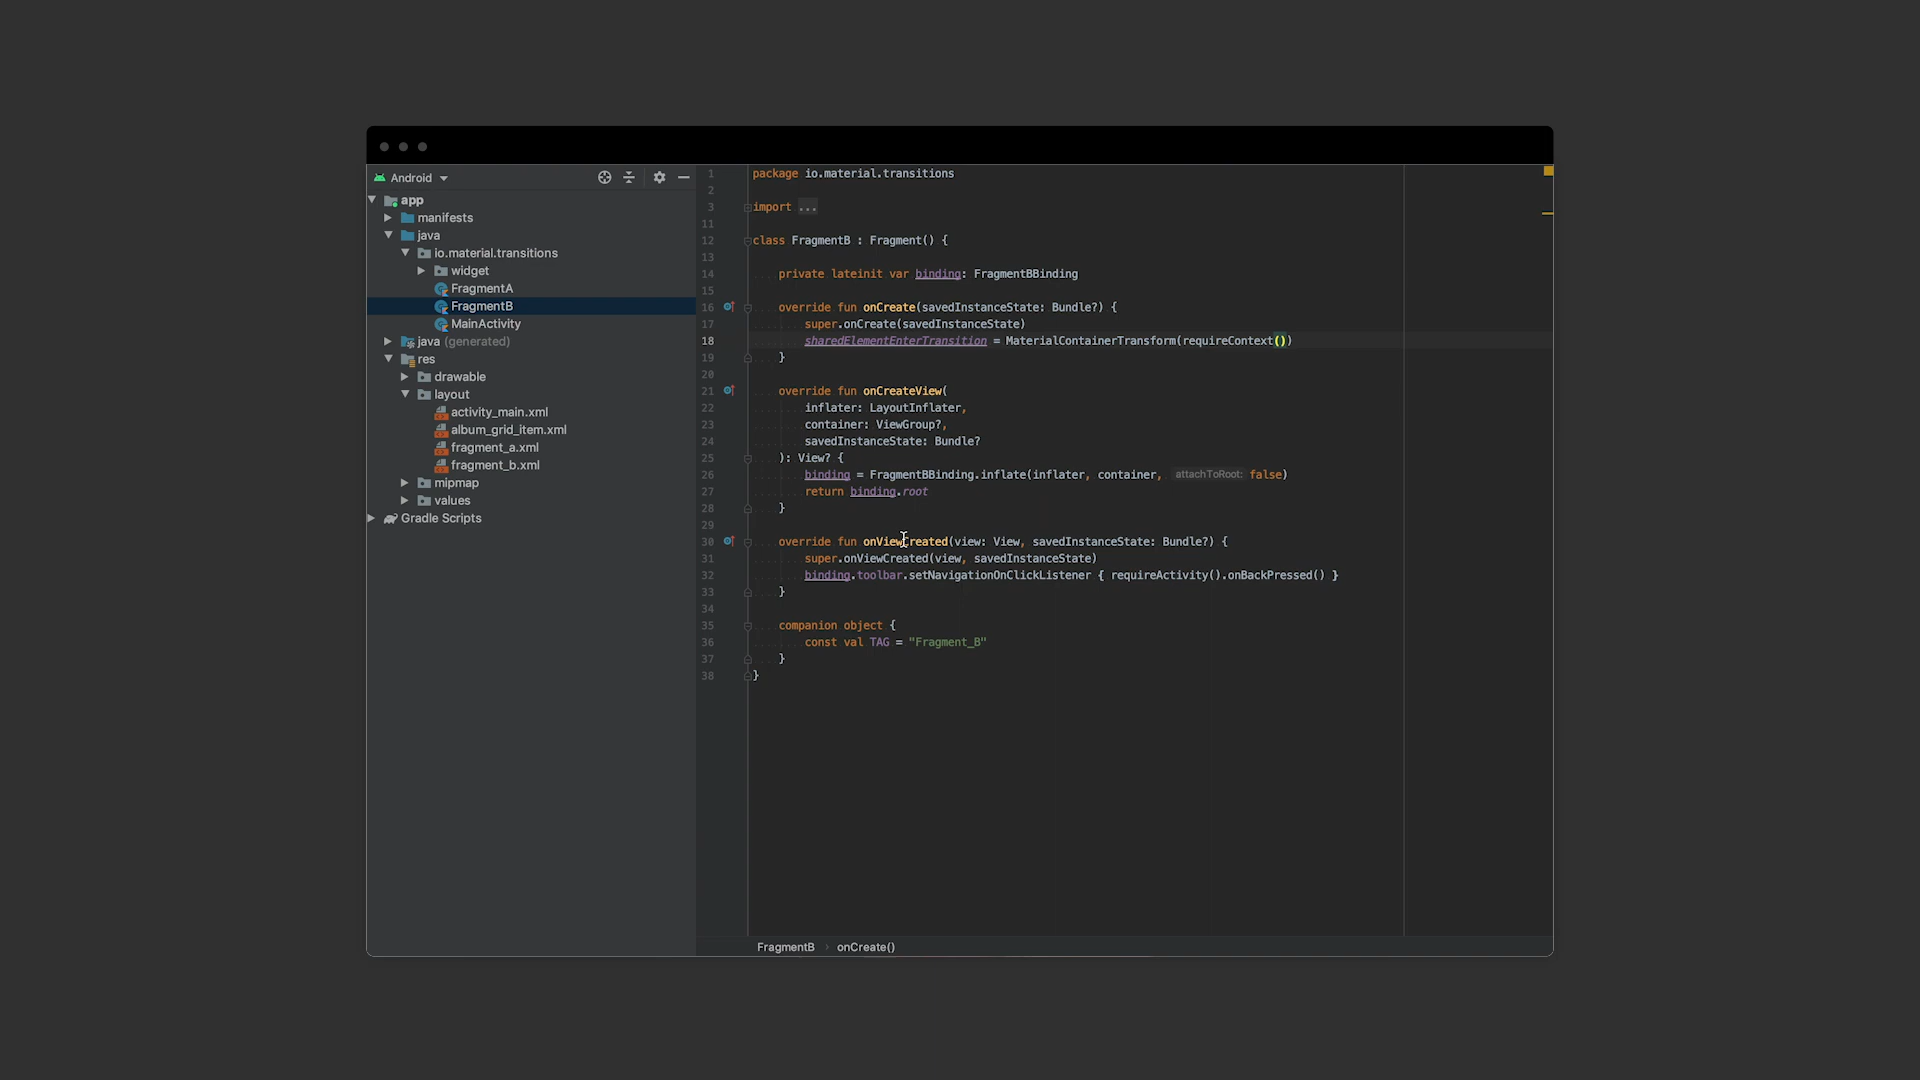 Android
app
manifests
java
io.material.transitions
widget
FragmentA
FragmentB
MainActivity
java (generated)
res
drawable
layout
activity_main.xml
album_grid_item.xml
fragment_a.xml
fragment_b.xml
mipmap
values
Gradle Scripts
1 package io.material.transitions
2
3 import ...
11
12 class FragmentB : Fragment() {
13
14 private lateinit var binding: FragmentBBinding
15
16 override fun onCreate(savedInstanceState: Bundle?) {
17 super.onCreate(savedInstanceState)
18 sharedElementEnterTransition = MaterialContainerTransform(requireContext())
19 }
20
21 override fun onCreateView(
22 inflater: LayoutInflater,
23 container: ViewGroup?,
24 savedInstanceState: Bundle?
25 ): View? {
26 binding = FragmentBBinding.inflate(inflater, container, attachToRoot: false)
27 return binding.root
28 }
29
30 override fun onViewCreated(view: View, savedInstanceState: Bundle?) {
31 super.onViewCreated(view, savedInstanceState)
32 binding.toolbar.setNavigationOnClickListener { requireActivity().onBackPressed() }
33 }
34
35 companion object {
36 const val TAG = "Fragment_B"
37 }
38 }
FragmentB › onCreate()